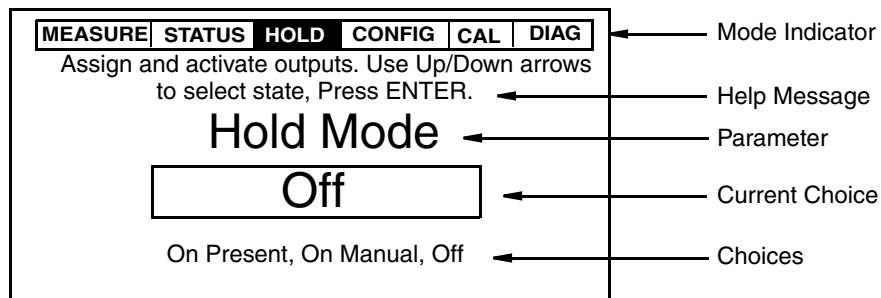 MEASURE STATUS HOLD CONFIG CAL DIAG
Mode Indicator
Assign and activate outputs. Use Up/Down arrows
to select state, Press ENTER.
Help Message
Hold Mode
Parameter
Off
Current Choice
On Present, On Manual, Off
Choices